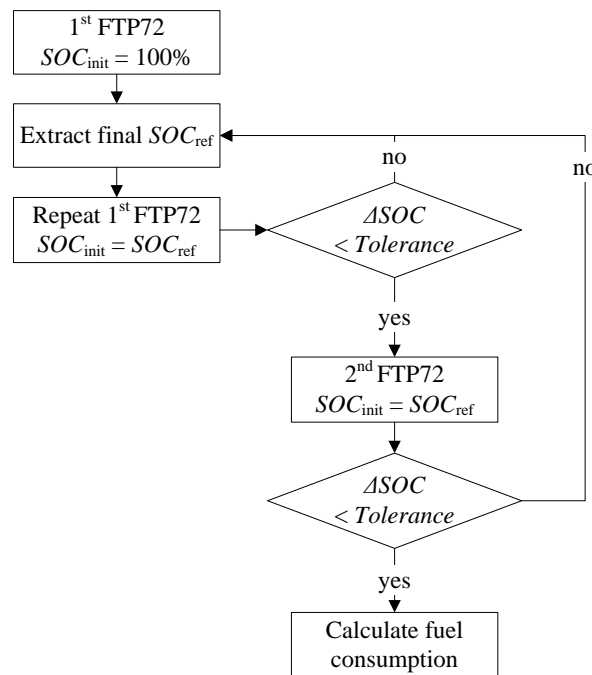 1st FTP72
SOCinit = 100%
Extract final SOCref
no
no
Repeat 1st FTP72
SOCinit = SOCref
ΔSOC
< Tolerance
yes
2nd FTP72
SOCinit = SOCref
ΔSOC
< Tolerance
yes
Calculate fuel
consumption